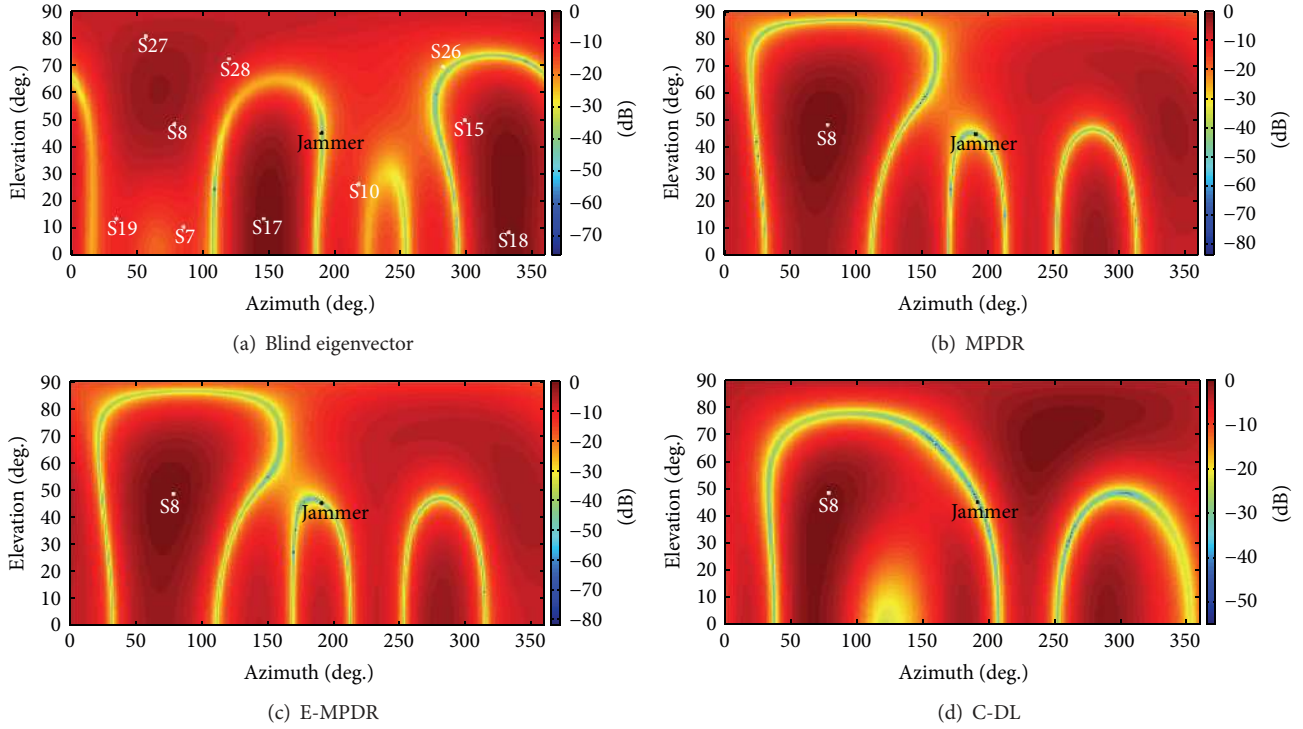 90
80
70
60
50
40
30
20
10
0
0 50 100 150 200 250 300 350
Elevation (deg.)
Azimuth (deg.)
S27
S28
S26
S8
Jammer
S15
S10
S19
S7
S17
S18
0
−10
−20
−30
−40
−50
−60
−70
(dB)
(a) Blind eigenvector
90
80
70
60
50
40
30
20
10
0
0 50 100 150 200 250 300 350
Elevation (deg.)
Azimuth (deg.)
S8
Jammer
0
−10
−20
−30
−40
−50
−60
−70
−80
(dB)
(b) MPDR
90
80
70
60
50
40
30
20
10
0
0 50 100 150 200 250 300 350
Elevation (deg.)
Azimuth (deg.)
S8
Jammer
0
−10
−20
−30
−40
−50
−60
−70
−80
(dB)
(c) E-MPDR
90
80
70
60
50
40
30
20
10
0
0 50 100 150 200 250 300 350
Elevation (deg.)
Azimuth (deg.)
S8
Jammer
0
−10
−20
−30
−40
−50
(dB)
(d) C-DL